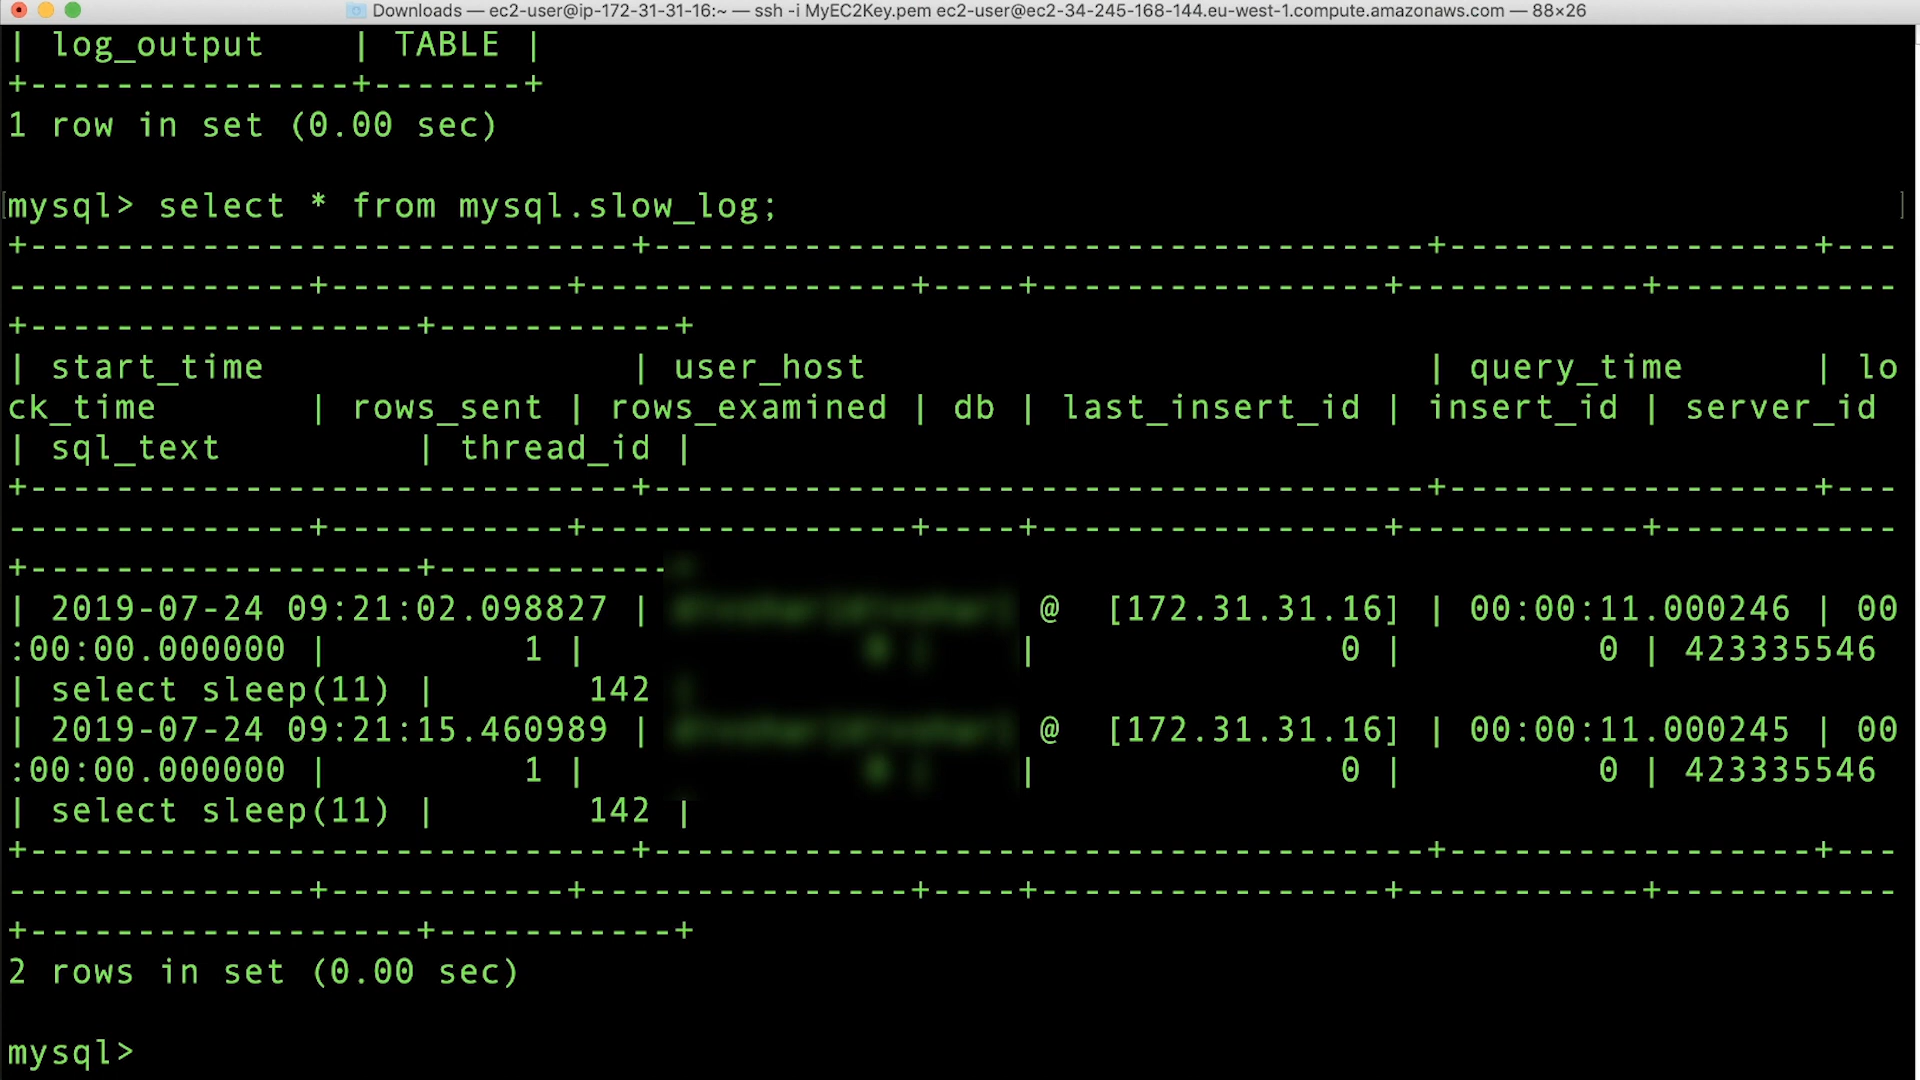 Downloads — ec2-user@ip-172-31-31-16:~ — ssh -i MyEC2Key.pem ec2-user@ec2-34-245-168-144.eu-west-1.compute.amazonaws.com — 88×26
| log_output    | TABLE |
+---------------+-------+
1 row in set (0.00 sec)
mysql> select * from mysql.slow_log;
+----------------------------+------------------------------------+-----------------+---
--------------+-----------+---------------+----+----------------+-----------+-----------
+------------------+-----------+
| start_time                 | user_host                          | query_time      | lo
ck_time       | rows_sent | rows_examined | db | last_insert_id | insert_id | server_id
| sql_text         | thread_id |
+----------------------------+------------------------------------+-----------------+---
--------------+-----------+---------------+----+----------------+-----------+-----------
+------------------+-----------
| 2019-07-24 09:21:02.098827 | @  [172.31.31.16] | 00:00:11.000246 | 00
:00:00.000000 |         1 | |              0 |         0 | 423335546
| select sleep(11) |       142
| 2019-07-24 09:21:15.460989 | @  [172.31.31.16] | 00:00:11.000245 | 00
:00:00.000000 |         1 | |              0 |         0 | 423335546
| select sleep(11) |       142 |
+----------------------------+------------------------------------+-----------------+---
--------------+-----------+---------------+----+----------------+-----------+-----------
+------------------+-----------+
2 rows in set (0.00 sec)
mysql>